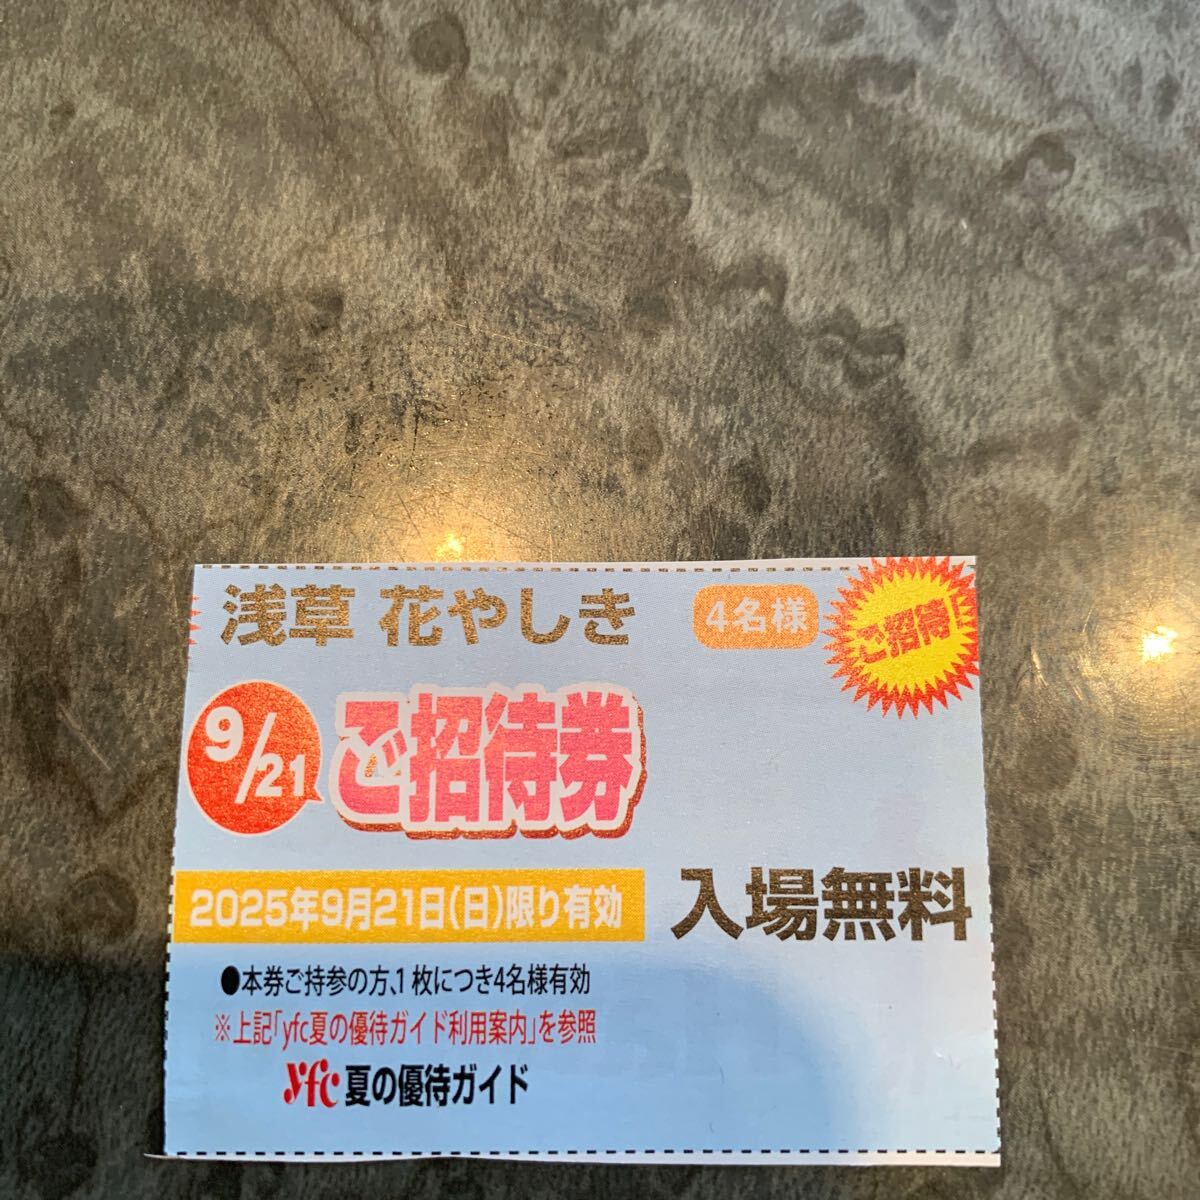 浅草 花やしき
4名様
ご招待!!
9/21
ご招待券
2025年9月21日(日)限り有効
入場無料
●本券ご持参の方、1枚につき4名様有効
※上記「yfc夏の優待ガイド利用案内」を参照
yfc 夏の優待ガイド